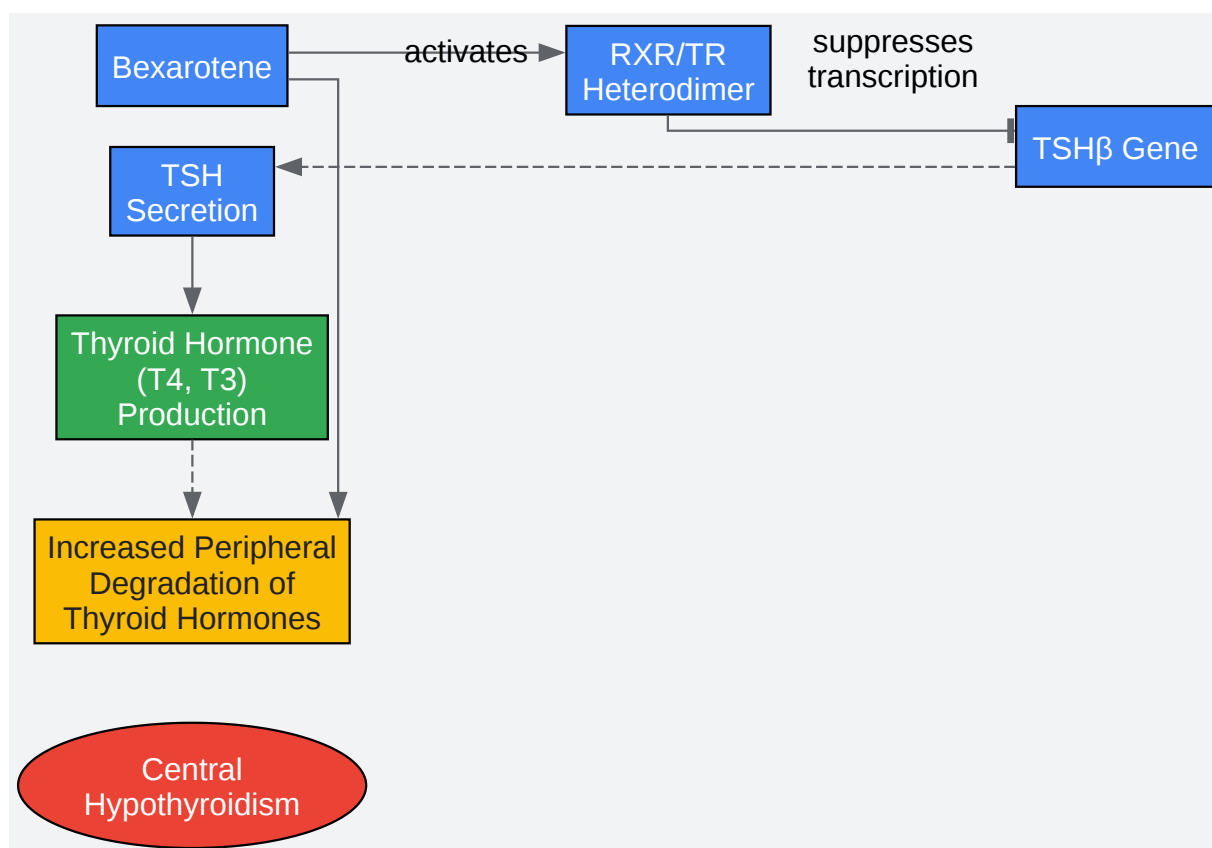 Bexarotene
activates
RXR/TR
Heterodimer
suppresses
transcription
TSHβ Gene
TSH
Secretion
Thyroid Hormone
(T4, T3)
Production
Increased Peripheral
Degradation of
Thyroid Hormones
Central
Hypothyroidism